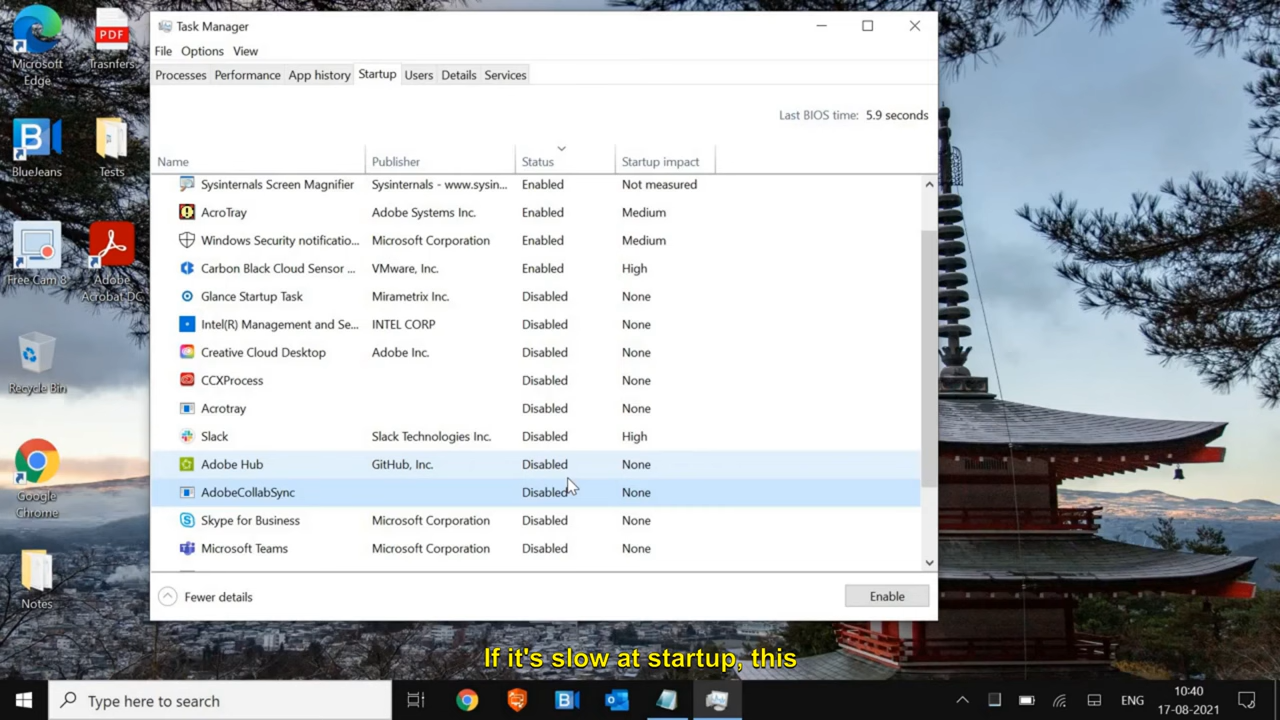 Task Manager
File Options View
Processes Performance App history Startup Users Details Services
Last BIOS time: 5.9 seconds
Name Publisher Status Startup impact
Sysinternals Screen Magnifier Sysinternals - www.sysin... Enabled Not measured
AcroTray Adobe Systems Inc. Enabled Medium
Windows Security notificatio... Microsoft Corporation Enabled Medium
Carbon Black Cloud Sensor ... VMware, Inc. Enabled High
Glance Startup Task Mirametrix Inc. Disabled None
Intel(R) Management and Se... INTEL CORP Disabled None
Creative Cloud Desktop Adobe Inc. Disabled None
CCXProcess Disabled None
Acrotray Disabled None
Slack Slack Technologies Inc. Disabled High
Adobe Hub GitHub, Inc. Disabled None
AdobeCollabSync Disabled None
Skype for Business Microsoft Corporation Disabled None
Microsoft Teams Microsoft Corporation Disabled None
Fewer details Enable
Microsoft
Edge
PDF
Trasnfers
BlueJeans
Tests
Free Cam 8
Adobe
Acrobat DC
Recycle Bin
Google
Chrome
Notes
If it's slow at startup, this
Type here to search
ENG
10:40
17-08-2021